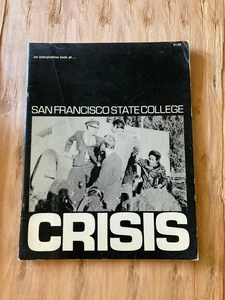 an interpretive look at...
SAN FRANCISCO STATE COLLEGE
CRISIS